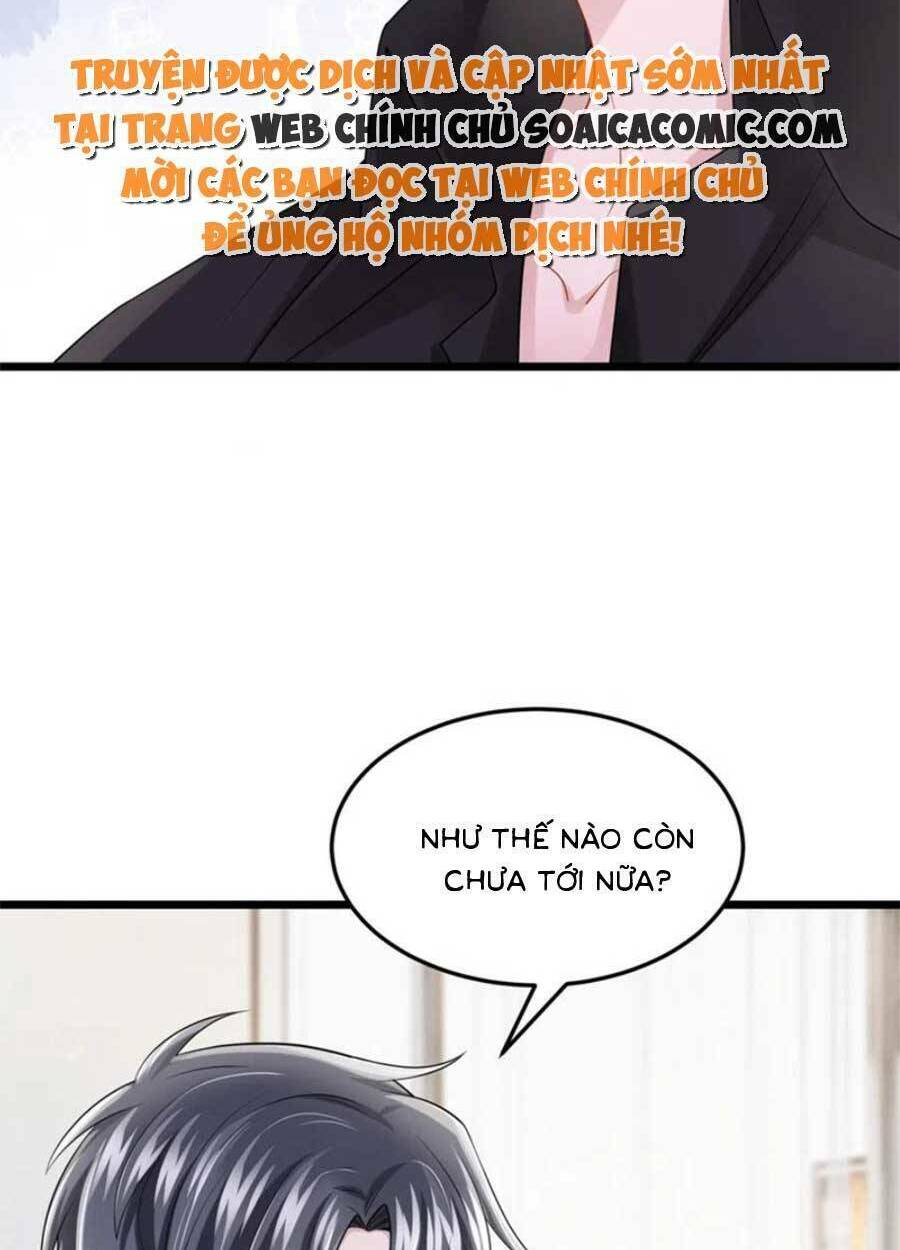 TRUYỆN ĐƯỢC DỊCH VÀ CẬP NHẬT SỚM NHẤT
TẠI TRANG WEB CHÍNH CHỦ SOAICACOMIC.COM
MỜI CÁC BẠN ĐỌC TẠI WEB CHÍNH CHỦ
ĐỂ ỦNG HỘ NHÓM DỊCH NHÉ!
NHƯ THẾ NÀO CÒN
CHƯA TỚI NỮA?